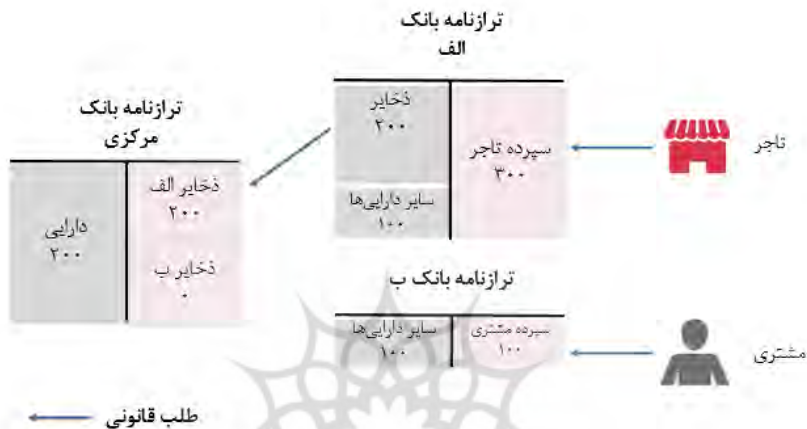 ترازنامه بانک
الف
ذخایر
۲۰۰
سپرده تاجر
۳۰۰
سایر دارایی‌ها
۱۰۰
تاجر
ترازنامه بانک
مرکزی
ذخایر الف
۲۰۰
ذخایر ب
۰
دارایی
۲۰۰
ترازنامه بانک ب
سپرده مشتری
۱۰۰
سایر دارایی‌ها
۱۰۰
مشتری
طلب قانونی